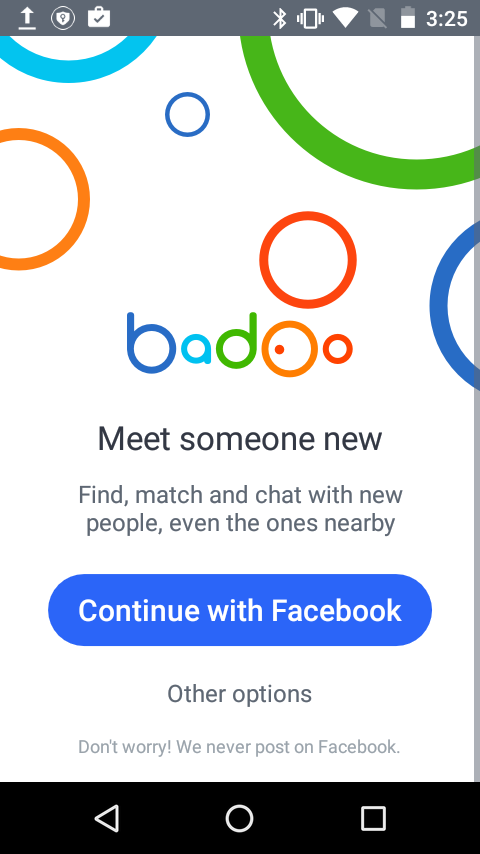 3:25
badoo
Meet someone new
Find, match and chat with new
people, even the ones nearby
Continue with Facebook
Other options
Don't worry! We never post on Facebook.